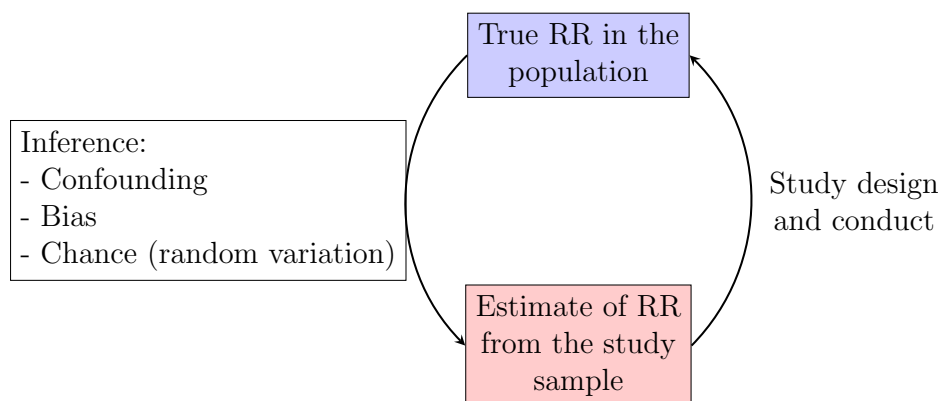 True RR in the
population
Inference:
- Confounding
- Bias
- Chance (random variation)
Study design
and conduct
Estimate of RR
from the study
sample